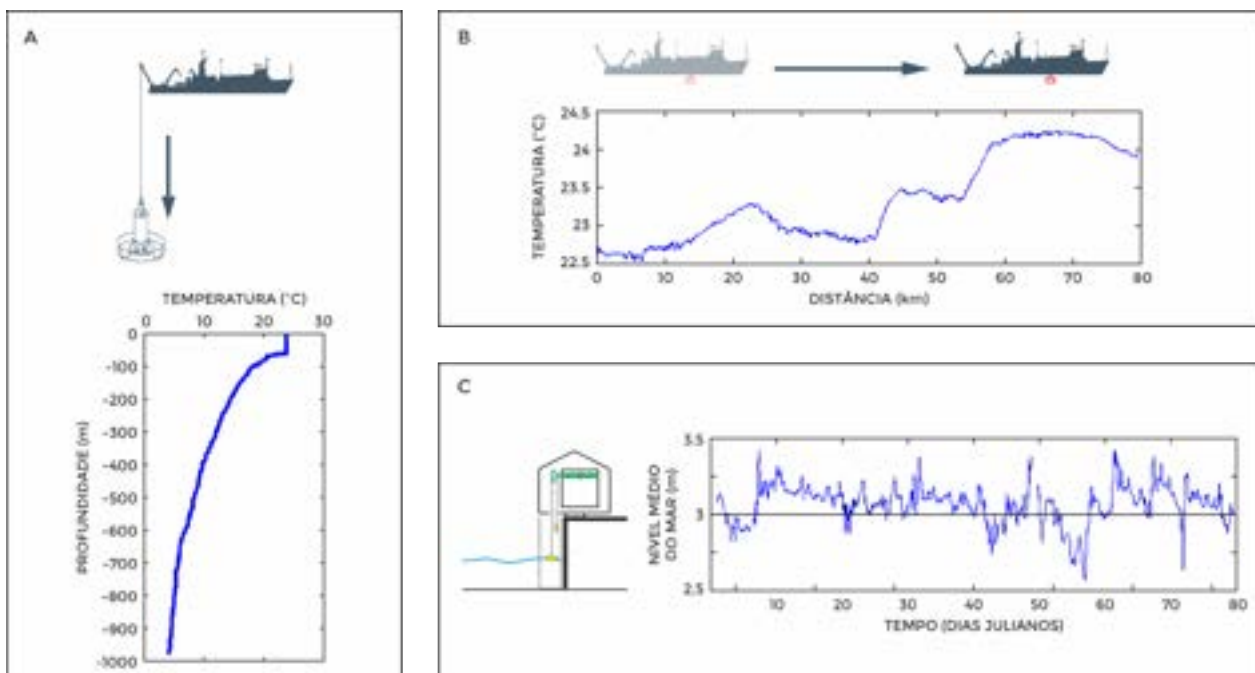 A
TEMPERATURA (°C)
0 10 20 30
0
-100
-200
-300
-400
-500
-600
-700
-800
-900
-1000
PROFUNDIDADE (m)
B
TEMPERATURA (°C)
24.5
24
23.5
23
22.5
0 10 20 30 40 50 60 70 80
DISTÂNCIA (km)
C
NÍVEL MÉDIO
DO MAR (m)
3.5
3
2.5
10 20 30 40 50 60 70 80
TEMPO (DIAS JULIANOS)